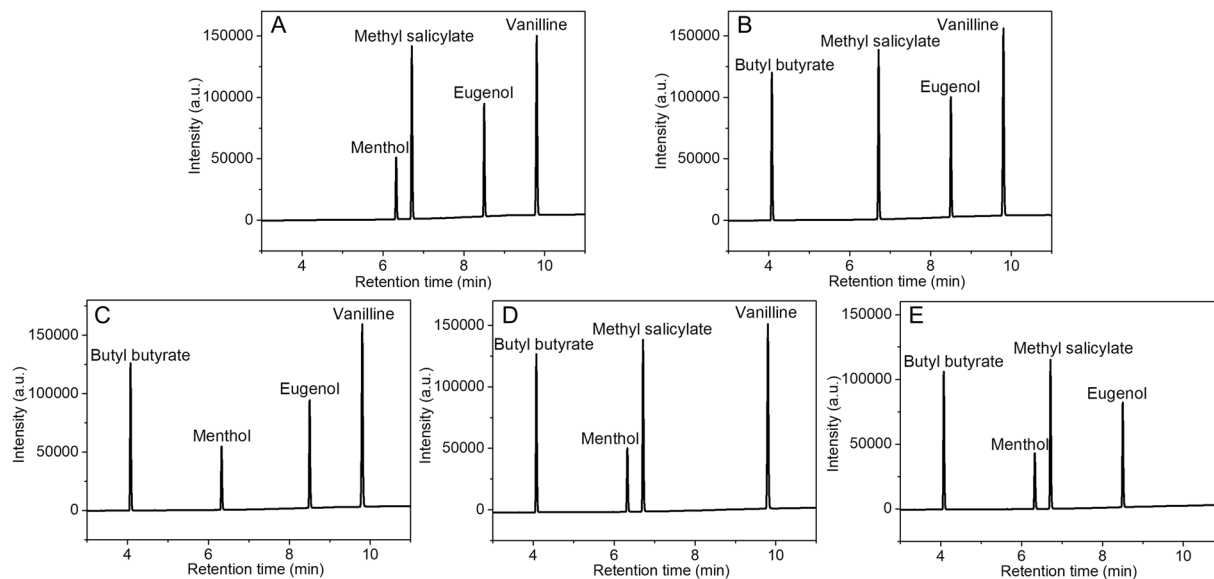 A
Methyl salicylate
Vanilline
Eugenol
Menthol
150000
100000
50000
0
Intensity (a.u.)
4 6 8 10
Retention time (min)
B
Vanilline
Methyl salicylate
Butyl butyrate
Eugenol
150000
100000
50000
0
Intensity (a.u.)
4 6 8 10
Retention time (min)
C
Vanilline
Butyl butyrate
Eugenol
Menthol
150000
100000
50000
0
Intensity (a.u.)
4 6 8 10
Retention time (min)
D
Vanilline
Methyl salicylate
Butyl butyrate
Menthol
150000
100000
50000
0
Intensity (a.u.)
4 6 8 10
Retention time (min)
E
Methyl salicylate
Butyl butyrate
Eugenol
Menthol
150000
100000
50000
0
Intensity (a.u.)
4 6 8 10
Retention time (min)